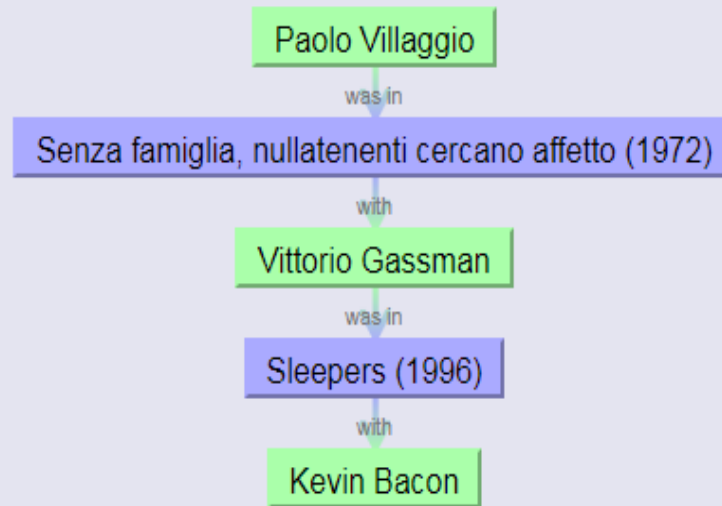 Paolo Villaggio
was in
Senza famiglia, nullatenenti cercano affetto (1972)
with
Vittorio Gassman
was in
Sleepers (1996)
with
Kevin Bacon